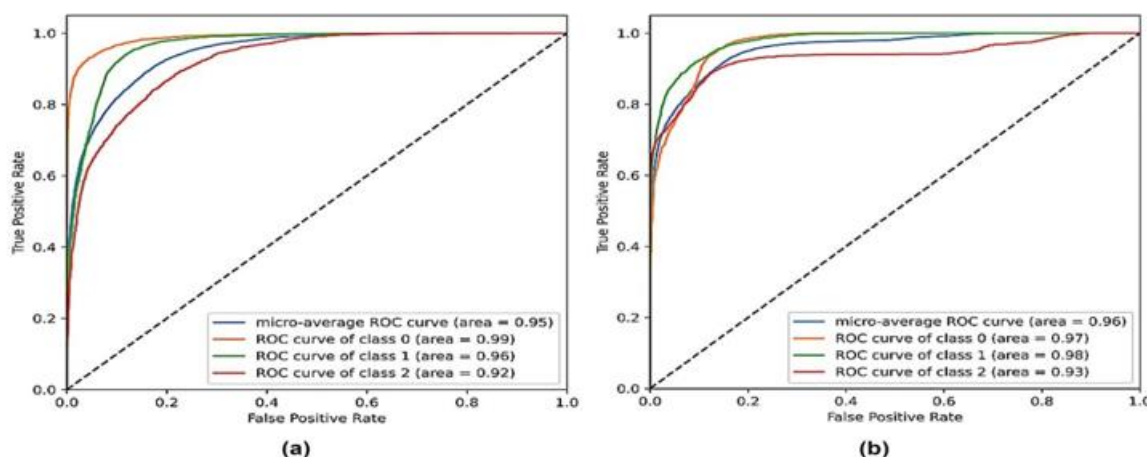 1.0
0.8
0.6
0.4
0.2
0.0
True Positive Rate
micro-average ROC curve (area = 0.95)
ROC curve of class 0 (area = 0.99)
ROC curve of class 1 (area = 0.96)
ROC curve of class 2 (area = 0.92)
0.0 0.2 0.4 0.6 0.8 1.0
False Positive Rate
(a)
1.0
0.8
0.6
0.4
0.2
0.0
True Positive Rate
micro-average ROC curve (area = 0.96)
ROC curve of class 0 (area = 0.97)
ROC curve of class 1 (area = 0.98)
ROC curve of class 2 (area = 0.93)
0.0 0.2 0.4 0.6 0.8 1.0
False Positive Rate
(b)